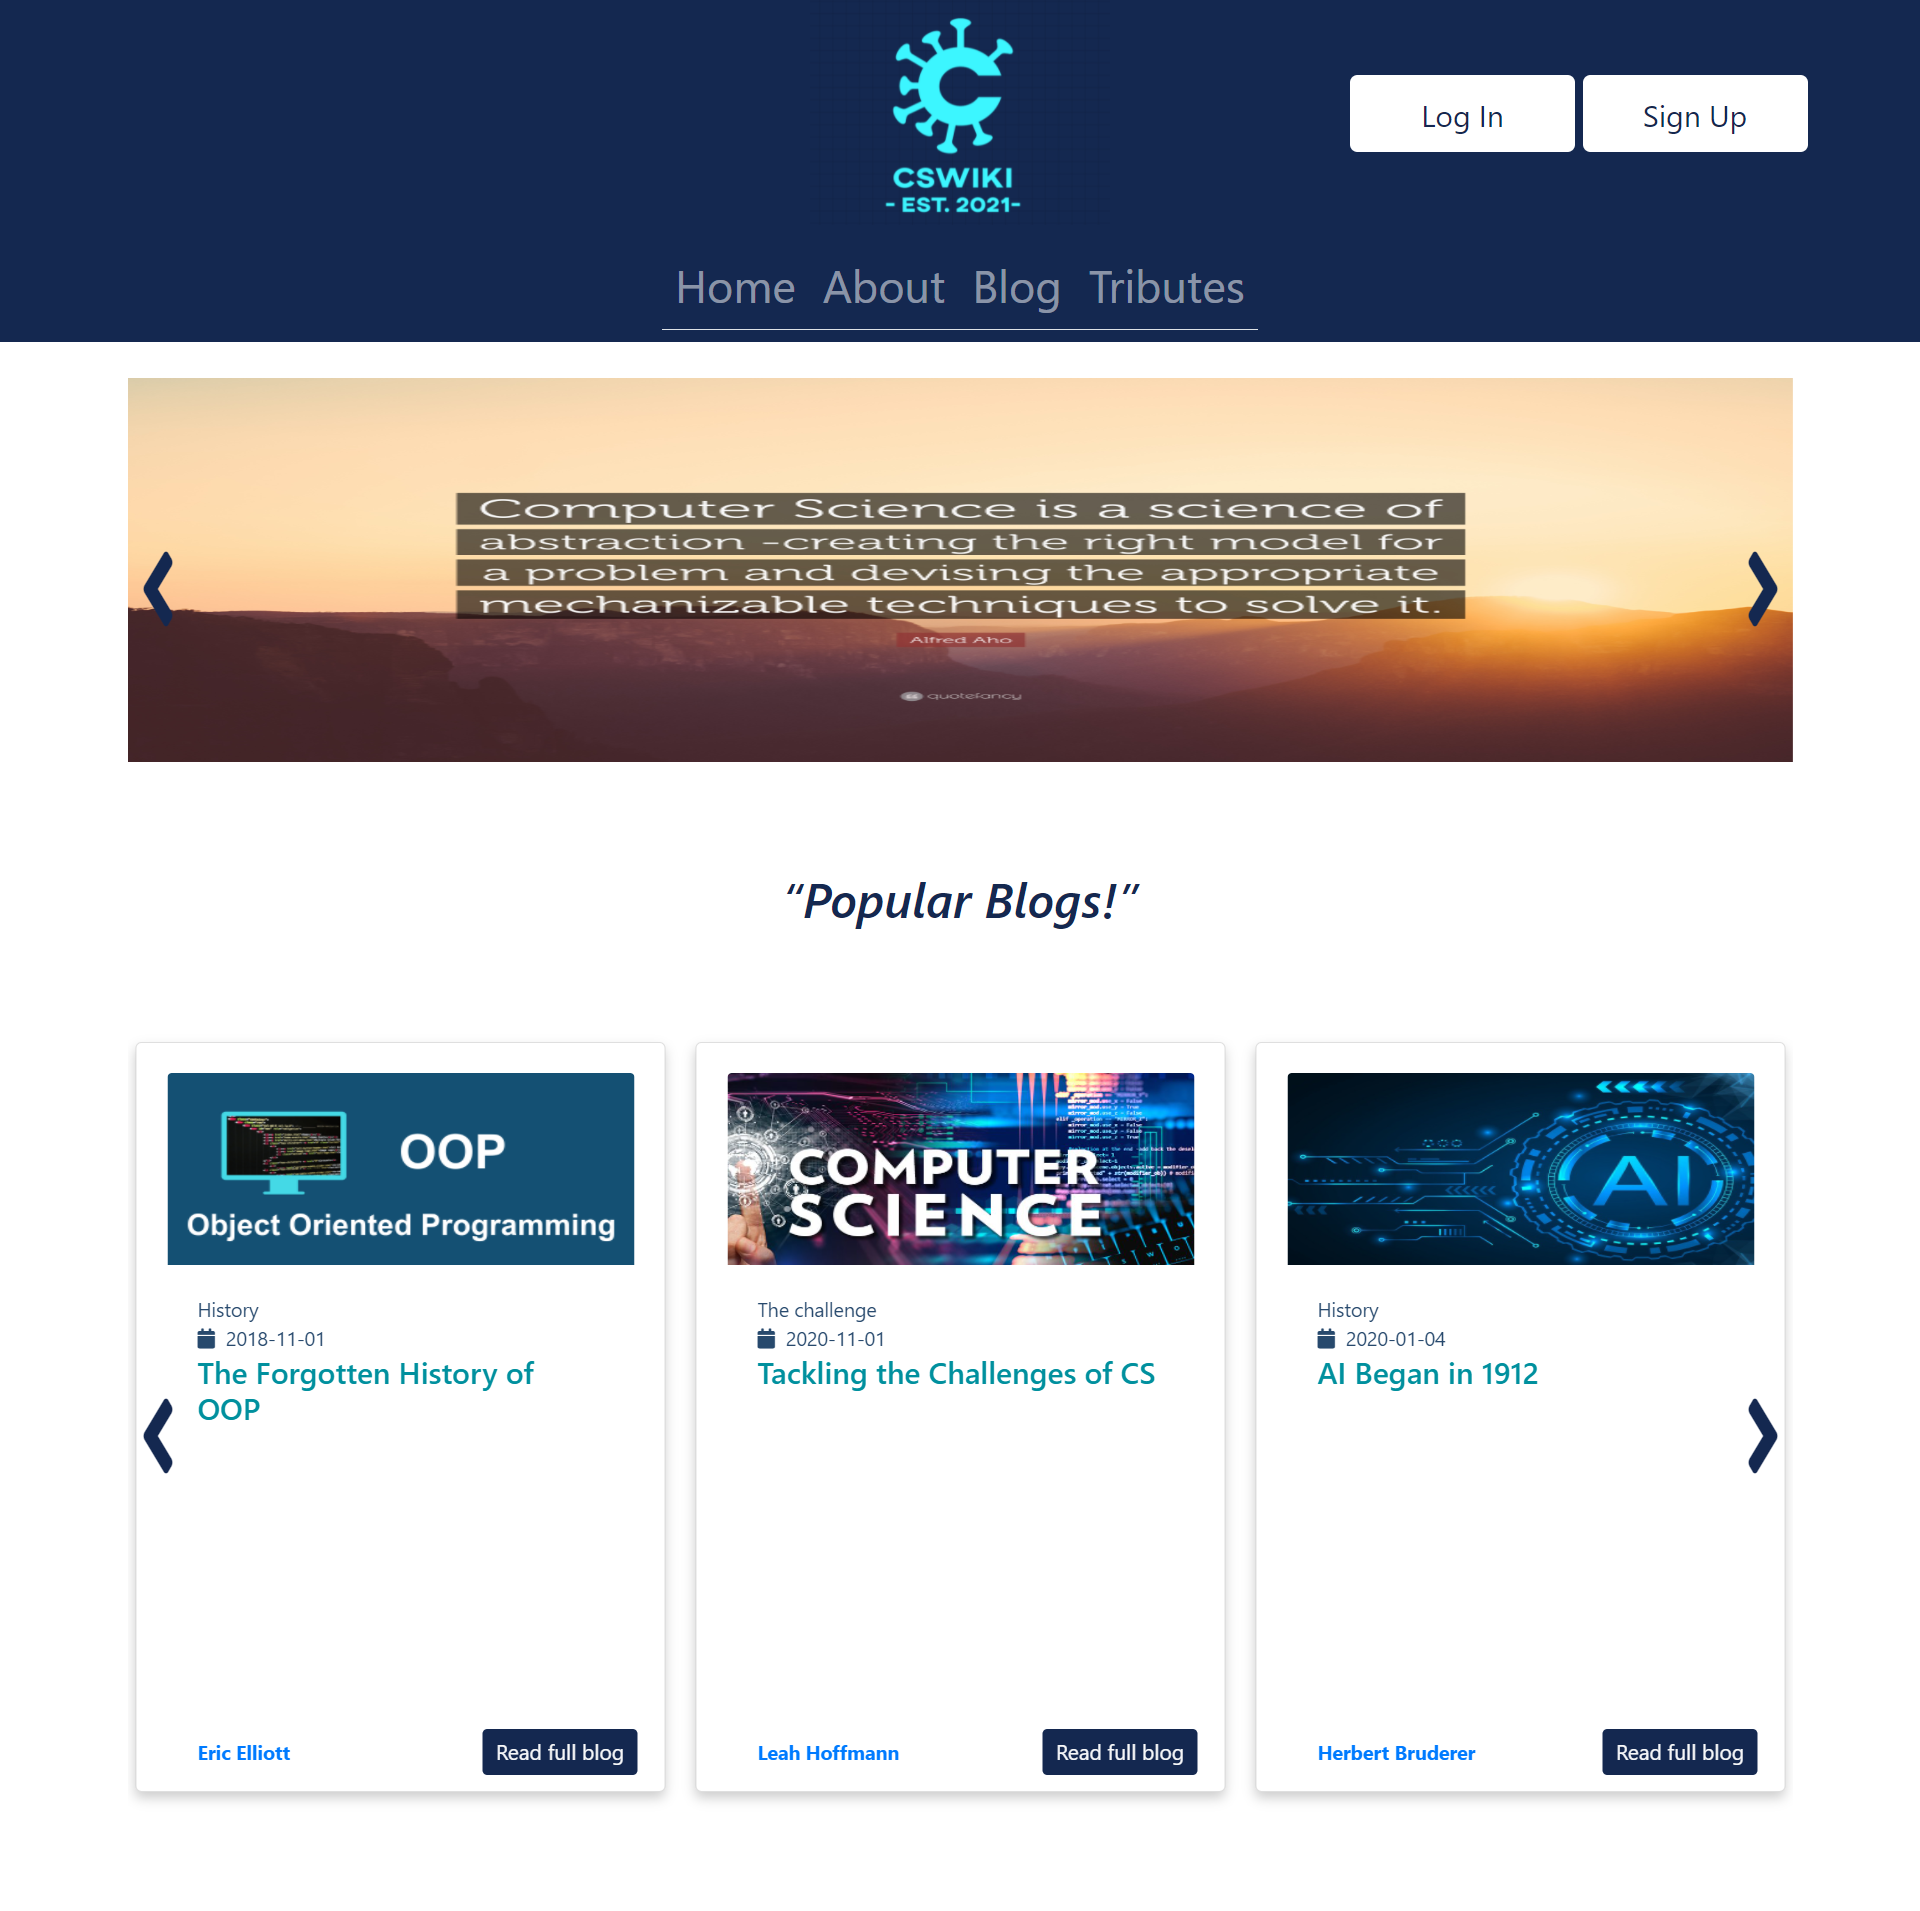 CSWIKI
- EST. 2021-
Log In
Sign Up
Home About Blog Tributes
Computer Science is a science of
abstraction -creating the right model for
a problem and devising the appropriate
mechanizable techniques to solve it.
Alfred Aho
quotefancy
“Popular Blogs!”
OOP
Object Oriented Programming
History
2018-11-01
The Forgotten History of
OOP
Eric Elliott
Read full blog
COMPUTER
SCIENCE
The challenge
2020-11-01
Tackling the Challenges of CS
Leah Hoffmann
Read full blog
AI
History
2020-01-04
AI Began in 1912
Herbert Bruderer
Read full blog